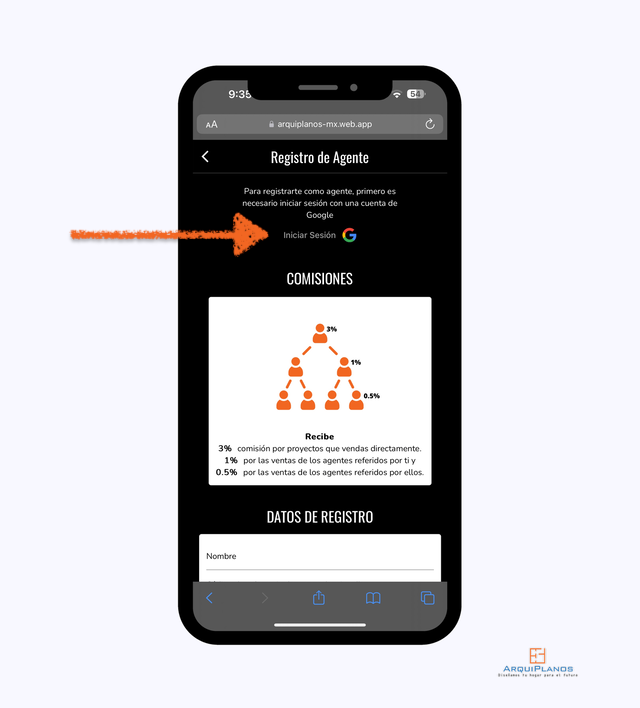 9:35
54
AA
arquiplanos-mx.web.app
Registro de Agente
Para registrarte como agente, primero es
necesario iniciar sesión con una cuenta de
Google
Iniciar Sesión
COMISIONES
3%
1%
0.5%
Recibe
3% comisión por proyectos que vendas directamente.
1% por las ventas de los agentes referidos por ti y
0.5% por las ventas de los agentes referidos por ellos.
DATOS DE REGISTRO
Nombre
ARQUIPLANOS
Diseñamos tu hogar para el futuro